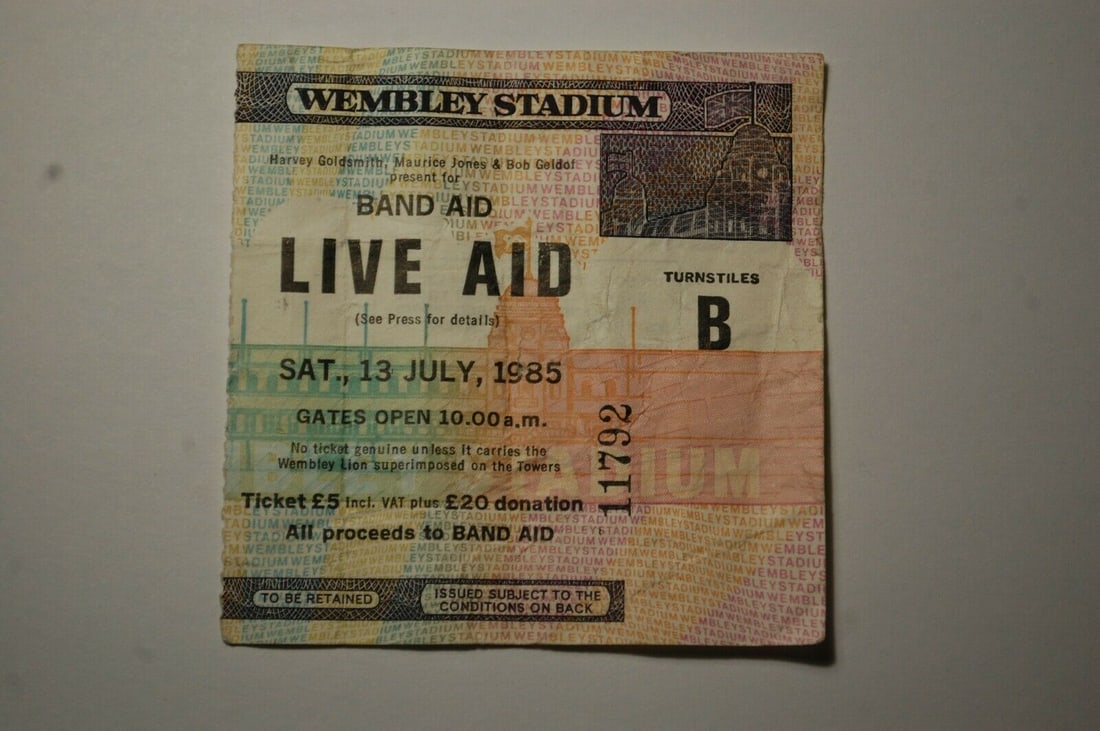 WEMBLEY STADIUM
Harvey Goldsmith, Maurice Jones & Bob Geldof
present for
BAND AID
LIVE AID
(See Press for details)
SAT., 13 JULY, 1985
GATES OPEN 10.00 a.m.
No ticket genuine unless it carries the
Wembley Lion superimposed on the Towers
Ticket £5 incl. VAT plus £20 donation
All proceeds to BAND AID
TO BE RETAINED
ISSUED SUBJECT TO THE
CONDITIONS ON BACK
TURNSTILES
B
11792
STADIUM